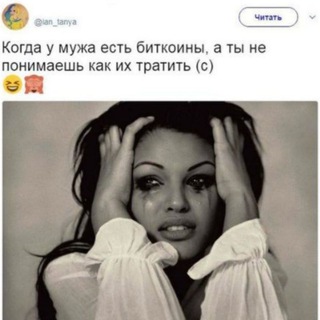 @ian_tanya
Читать
Когда у мужа есть биткоины, а ты не
понимаешь как их тратить (с)